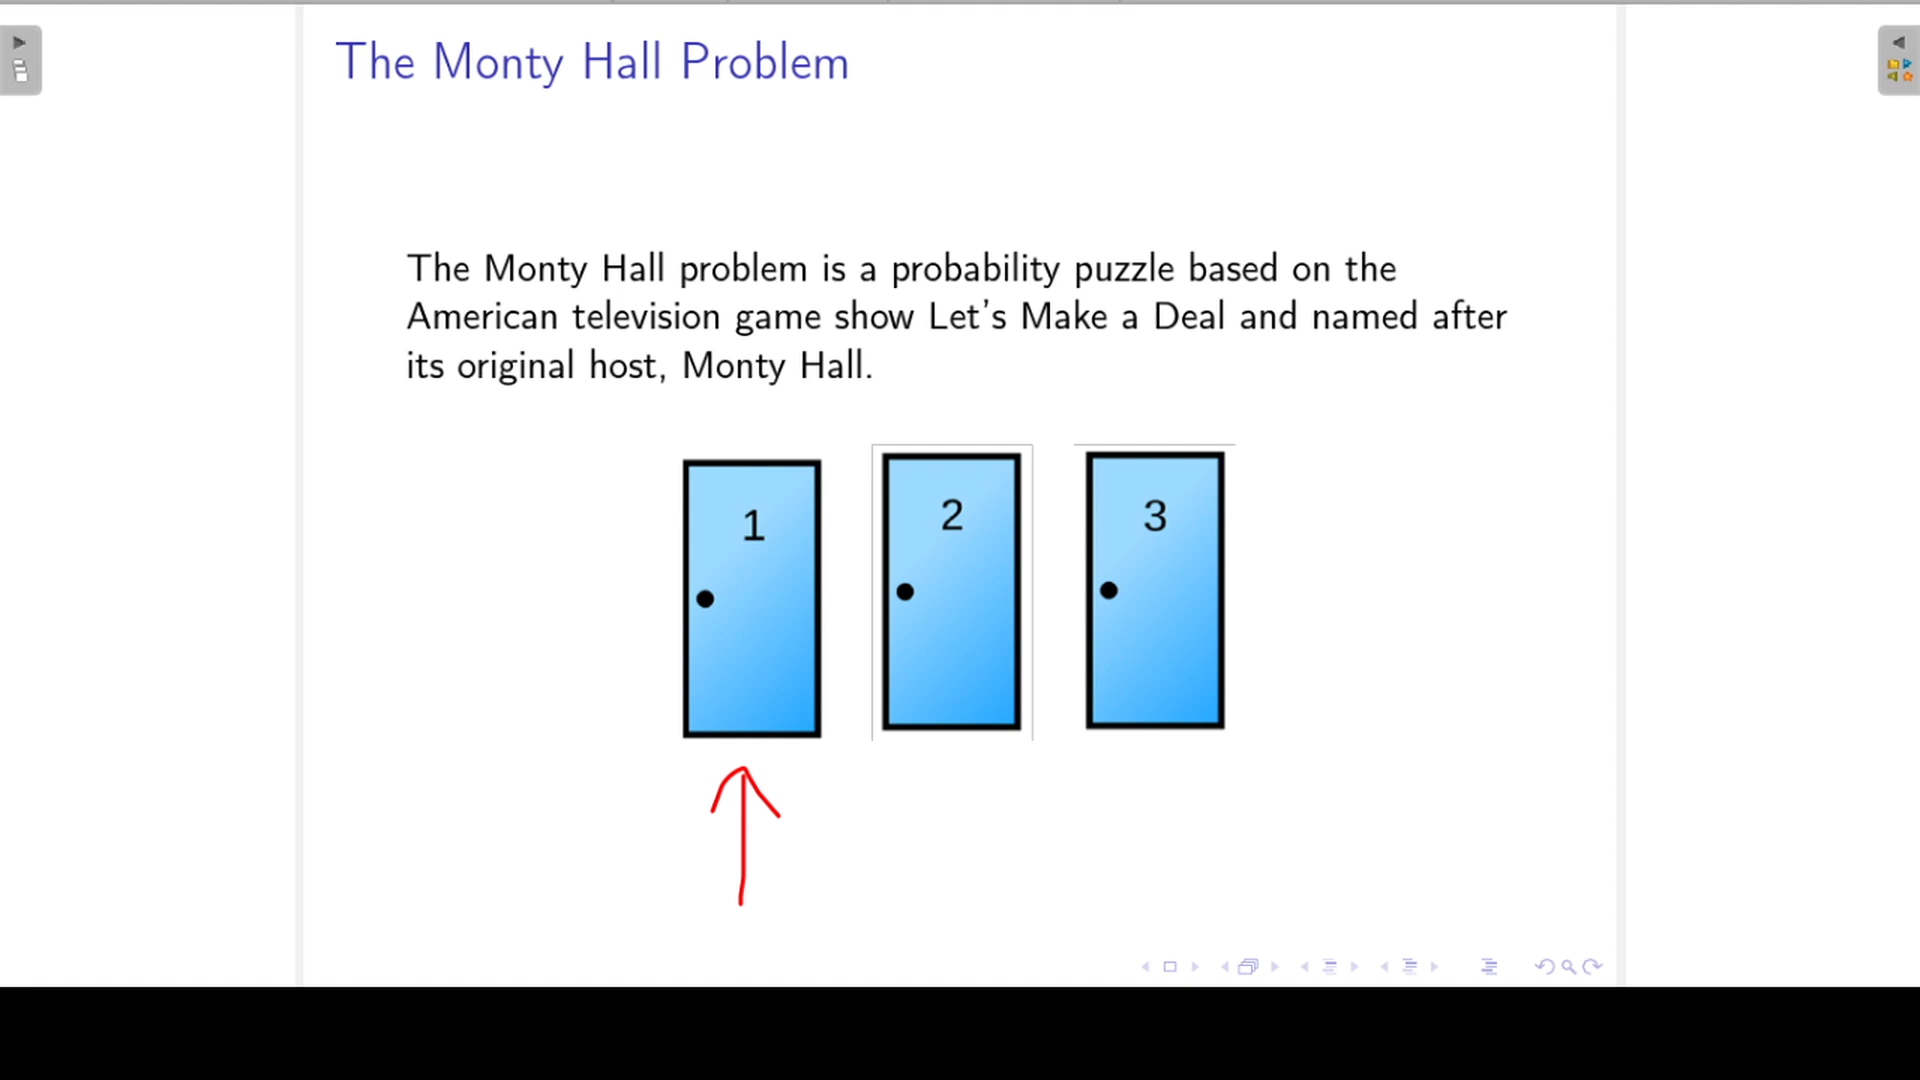 The Monty Hall Problem
The Monty Hall problem is a probability puzzle based on the
American television game show Let's Make a Deal and named after
its original host, Monty Hall.
1 2 3